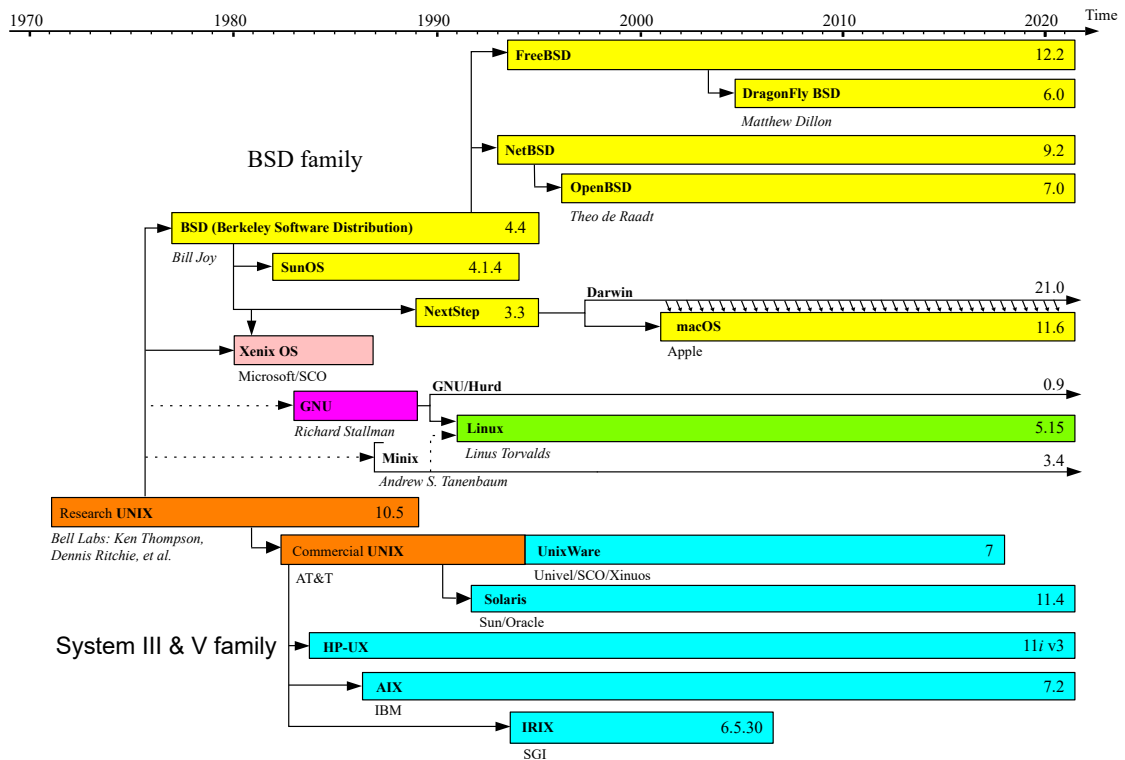 1970 1980 1990 2000 2010 2020 Time
FreeBSD 12.2
DragonFly BSD 6.0
Matthew Dillon
BSD family
NetBSD 9.2
OpenBSD 7.0
Theo de Raadt
BSD (Berkeley Software Distribution) 4.4
Bill Joy
SunOS 4.1.4
Darwin 21.0
NextStep 3.3
macOS 11.6
Apple
Xenix OS
Microsoft/SCO
GNU/Hurd 0.9
GNU
Richard Stallman
Linux 5.15
Linus Torvalds
Minix 3.4
Andrew S. Tanenbaum
Research UNIX 10.5
Bell Labs: Ken Thompson,
Dennis Ritchie, et al.
Commercial UNIX UnixWare 7
AT&T Univel/SCO/Xinuos
Solaris 11.4
Sun/Oracle
System III & V family
HP-UX 11i v3
AIX 7.2
IBM
IRIX 6.5.30
SGI